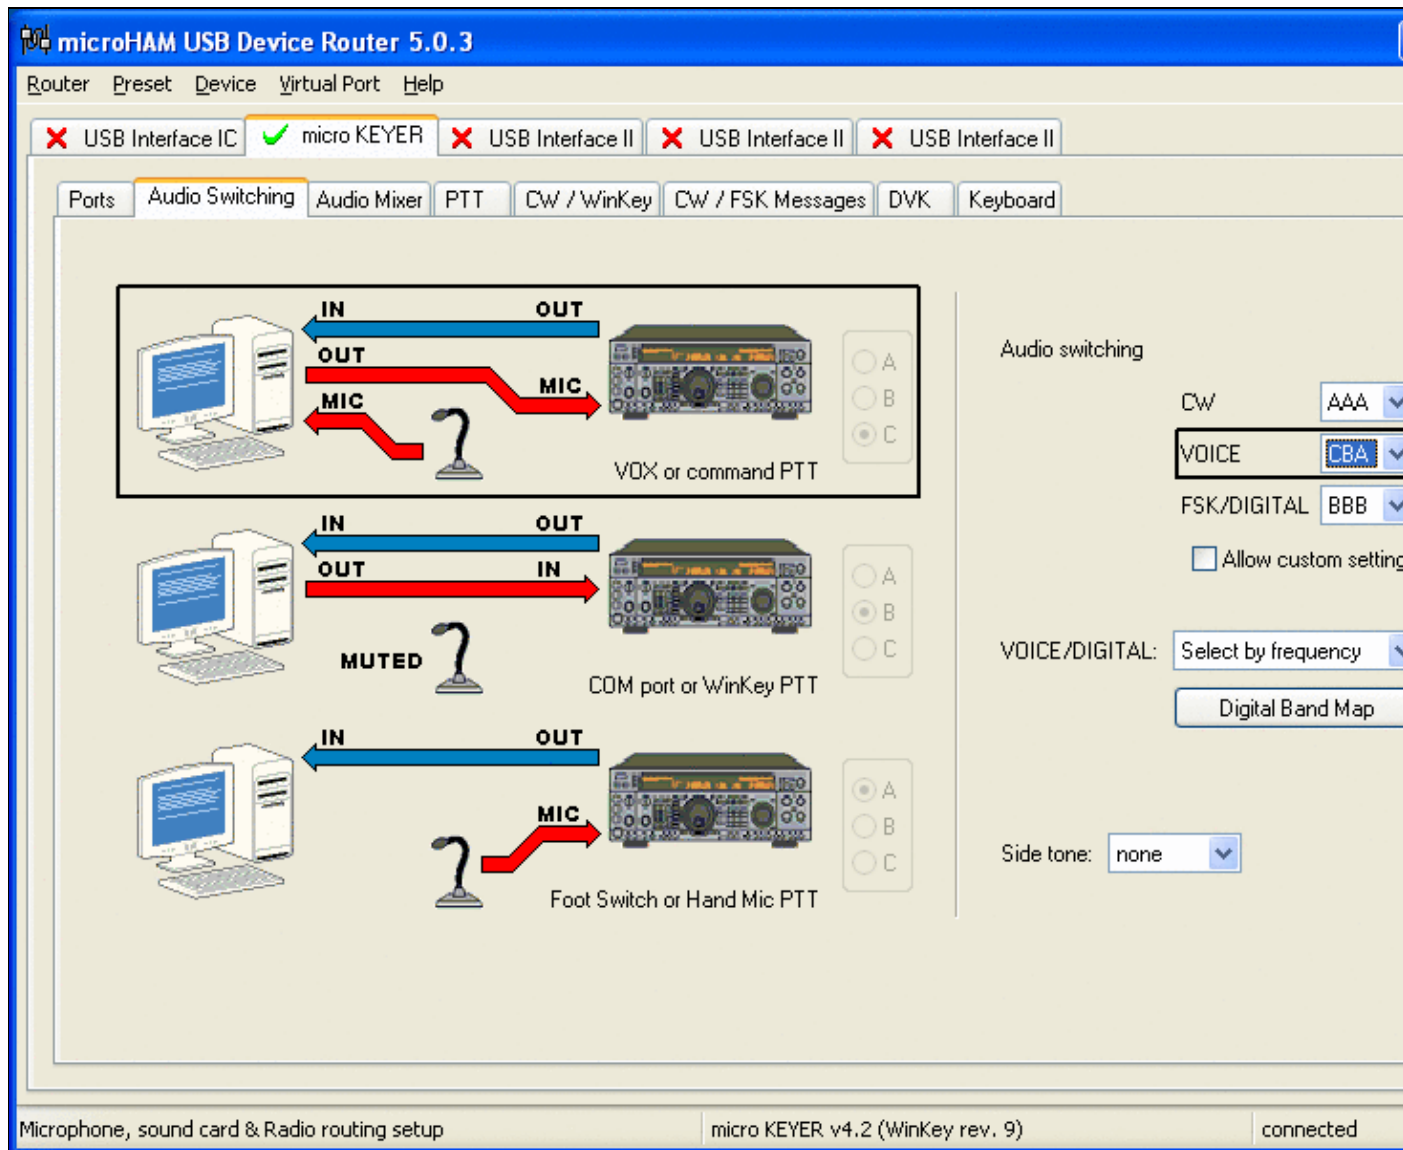 microHAM USB Device Router 5.0.3
Router Preset Device Virtual Port Help
USB Interface IC micro KEYER USB Interface II USB Interface II USB Interface II
Ports Audio Switching Audio Mixer PTT CW / WinKey CW / FSK Messages DVK Keyboard
IN OUT
OUT
MIC
MIC
A
B
C
VOX or command PTT
IN OUT
OUT IN
MUTED
A
B
C
COM port or WinKey PTT
IN OUT
MIC
A
B
C
Foot Switch or Hand Mic PTT
Audio switching
CW AAA
VOICE CBA
FSK/DIGITAL BBB
Allow custom setting
VOICE/DIGITAL: Select by frequency
Digital Band Map
Side tone: none
Microphone, sound card & Radio routing setup micro KEYER v4.2 (WinKey rev. 9) connected